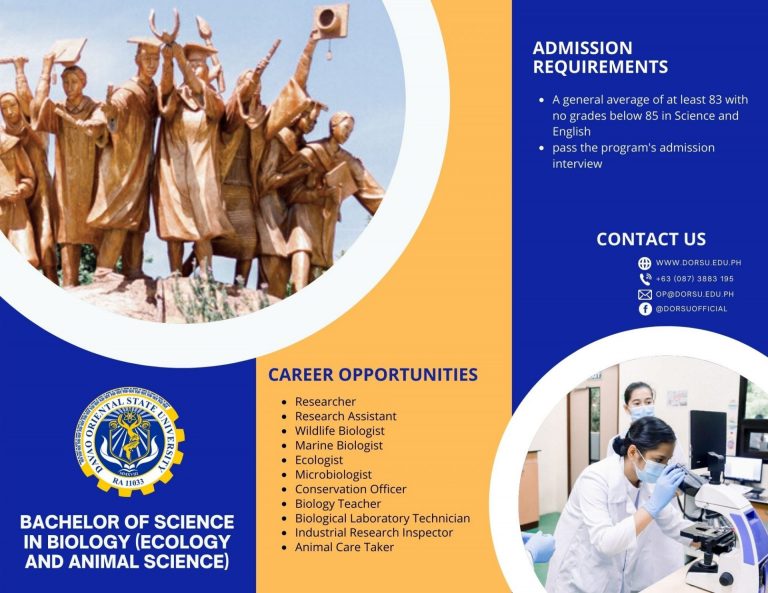 ADMISSION
REQUIREMENTS
A general average of at least 83 with
no grades below 85 in Science and
English
pass the program's admission
interview
CONTACT US
WWW.DORSU.EDU.PH
+63 (087) 3883 195
OP@DORSU.EDU.PH
@DORSUOFFICIAL
CAREER OPPORTUNITIES
Researcher
Research Assistant
Wildlife Biologist
Marine Biologist
Ecologist
Microbiologist
Conservation Officer
Biology Teacher
Biological Laboratory Technician
Industrial Research Inspector
Animal Care Taker
DAVAO ORIENTAL STATE UNIVERSITY
RA 11033
BACHELOR OF SCIENCE
IN BIOLOGY (ECOLOGY
AND ANIMAL SCIENCE)